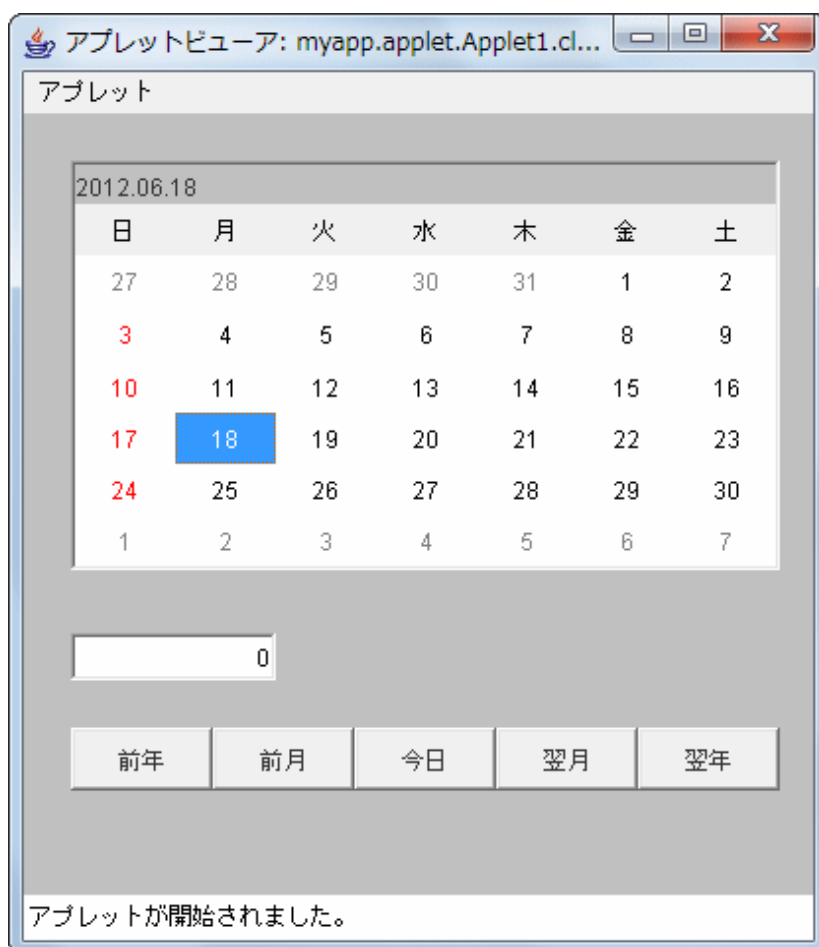 アプレットビューア: myapp.applet.Applet1.cl...
アプレット
2012.06.18
日 月 火 水 木 金 土
27 28 29 30 31 1 2
3 4 5 6 7 8 9
10 11 12 13 14 15 16
17 18 19 20 21 22 23
24 25 26 27 28 29 30
1 2 3 4 5 6 7
0
前年 前月 今日 翌月 翌年
アプレットが開始されました。